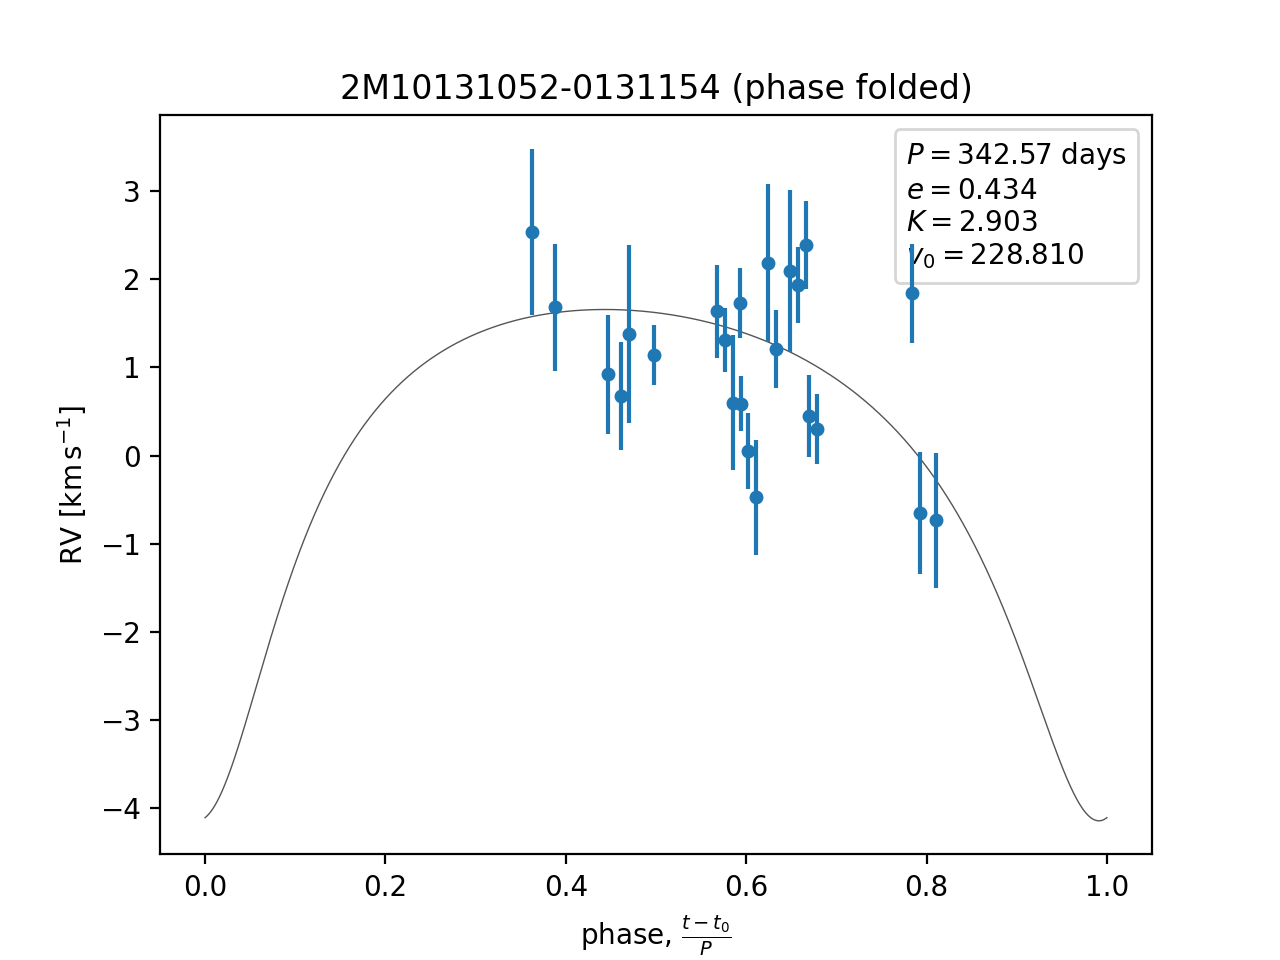 2M10131052-0131154 (phase folded)
P = 342.57 days
e = 0.434
K = 2.903
v₀ = 228.810
3
2
1
0
−1
−2
−3
−4
RV [km s⁻¹]
0.0 0.2 0.4 0.6 0.8 1.0
phase, (t − t₀)/P